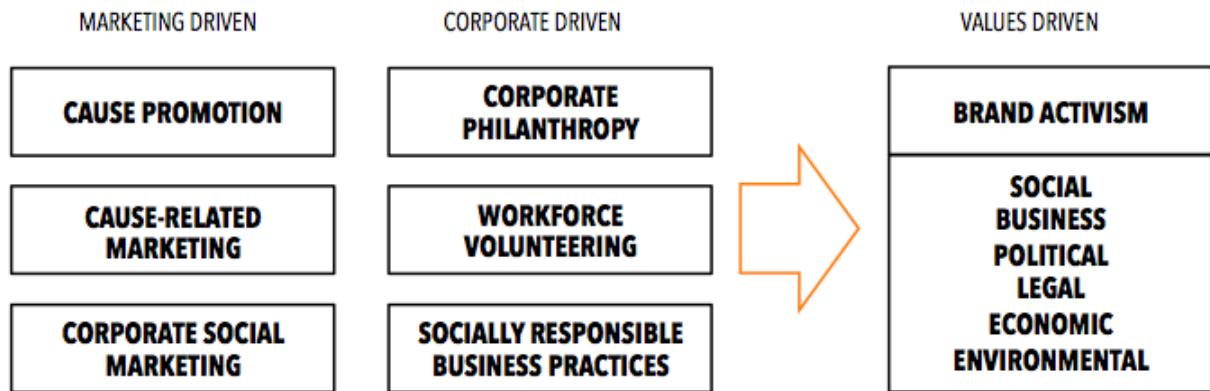 MARKETING DRIVEN
CORPORATE DRIVEN
VALUES DRIVEN
CAUSE PROMOTION
CORPORATE
PHILANTHROPY
BRAND ACTIVISM
CAUSE-RELATED
MARKETING
WORKFORCE
VOLUNTEERING
SOCIAL
BUSINESS
POLITICAL
LEGAL
ECONOMIC
ENVIRONMENTAL
CORPORATE SOCIAL
MARKETING
SOCIALLY RESPONSIBLE
BUSINESS PRACTICES